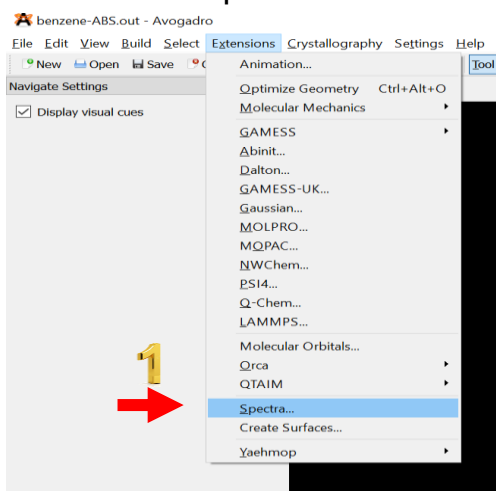 benzene-ABS.out - Avogadro
File Edit View Build Select Extensions Crystallography Settings Help
New Open Save Tool
Navigate Settings
Display visual cues
Animation...
Optimize Geometry Ctrl+Alt+O
Molecular Mechanics
GAMESS
Abinit...
Dalton...
GAMESS-UK...
Gaussian...
MOLPRO...
MOPAC...
NWChem...
PSI4...
Q-Chem...
LAMMPS...
Molecular Orbitals...
1
Orca
QTAIM
Spectra...
Create Surfaces...
Yaehmop